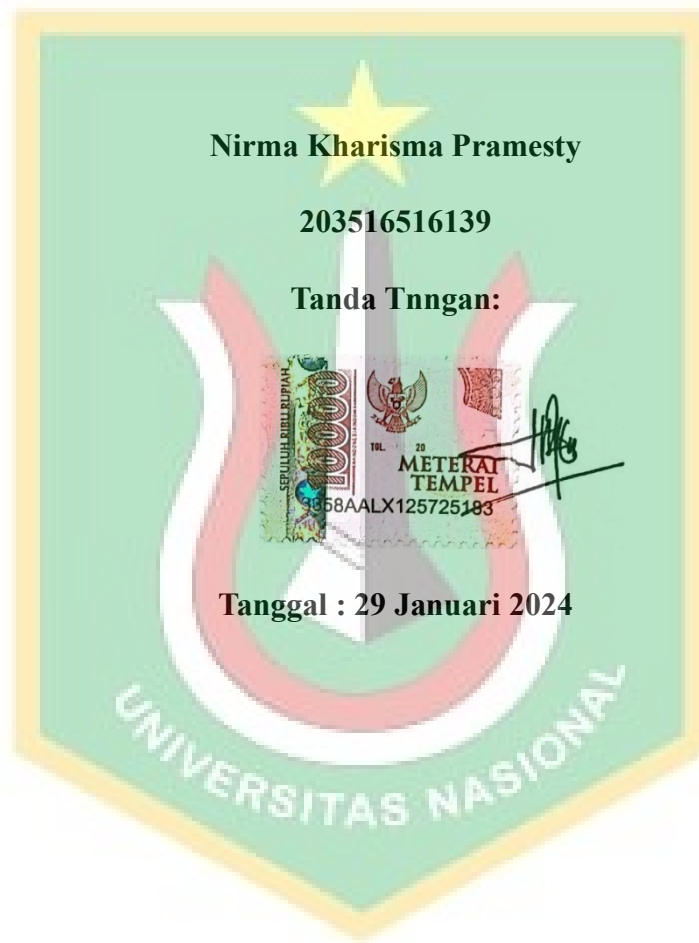 Nirma Kharisma Pramesty
203516516139
Tanda Tnngan:
SEPULUH RIBU RUPIAH
10000
TGL. 20
METERAI
TEMPEL
3358AALX125725183
Tanggal : 29 Januari 2024
UNIVERSITAS NASIONAL